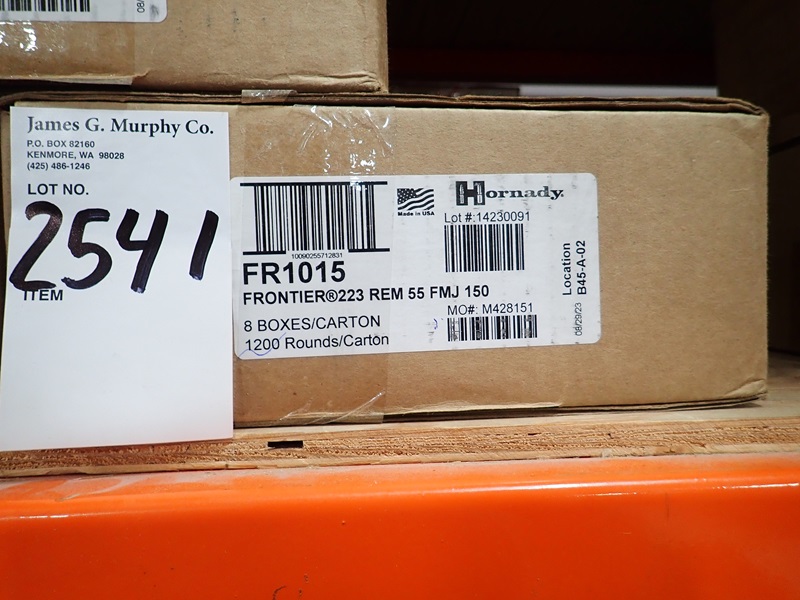 James G. Murphy Co.
P.O. BOX 82160
KENMORE, WA 98028
(425) 486-1246
LOT NO.
2541
ITEM
Hornady.
Made in USA
Lot #:14230091
10090255712831
FR1015
FRONTIER®223 REM 55 FMJ 150
MO#: M428151
8 BOXES/CARTON
1200 Rounds/Carton
Location
B45-A-02
08/29/23